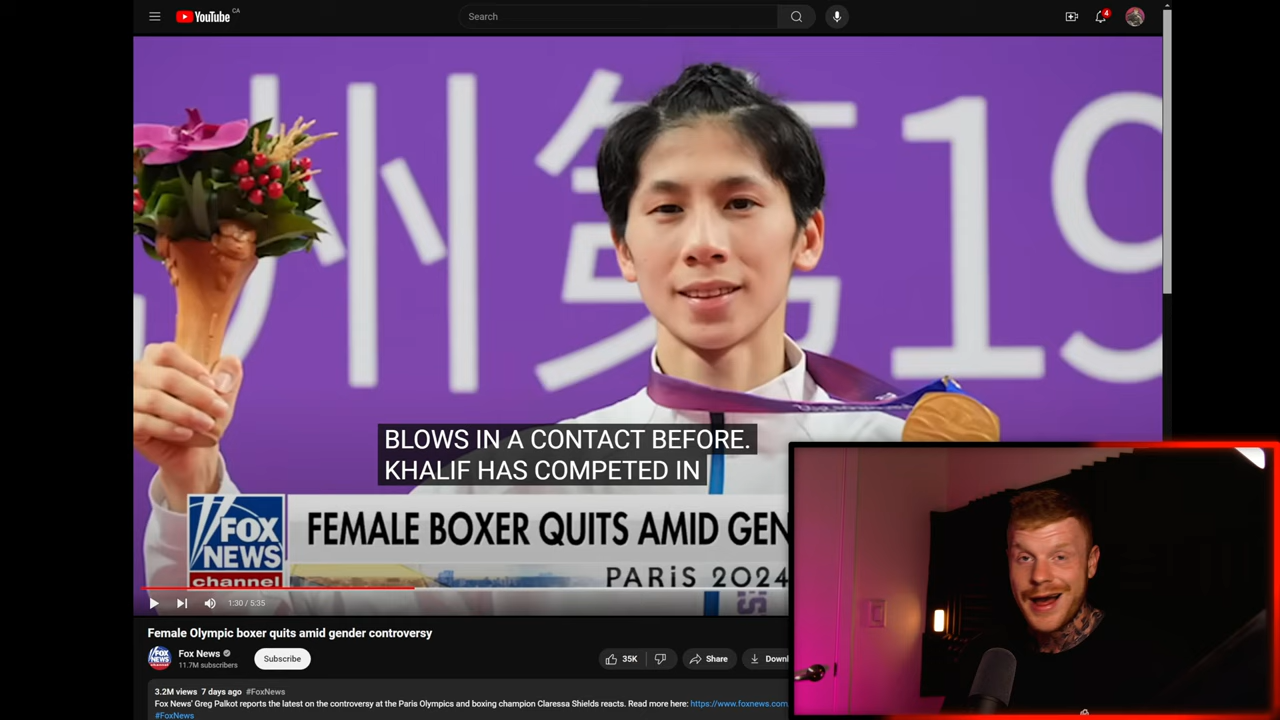 YouTube CA
Search
4
州第19
BLOWS IN A CONTACT BEFORE.
KHALIF HAS COMPETED IN
FOX
NEWS
channel
FEMALE BOXER QUITS AMID GEN
PARiS 2024
1:30 / 5:35
Female Olympic boxer quits amid gender controversy
Fox News
11.7M subscribers
Subscribe
35K
Share
Downl
3.2M views 7 days ago #FoxNews
Fox News' Greg Palkot reports the latest on the controversy at the Paris Olympics and boxing champion Claressa Shields reacts. Read more here: https://www.foxnews.com
#FoxNews